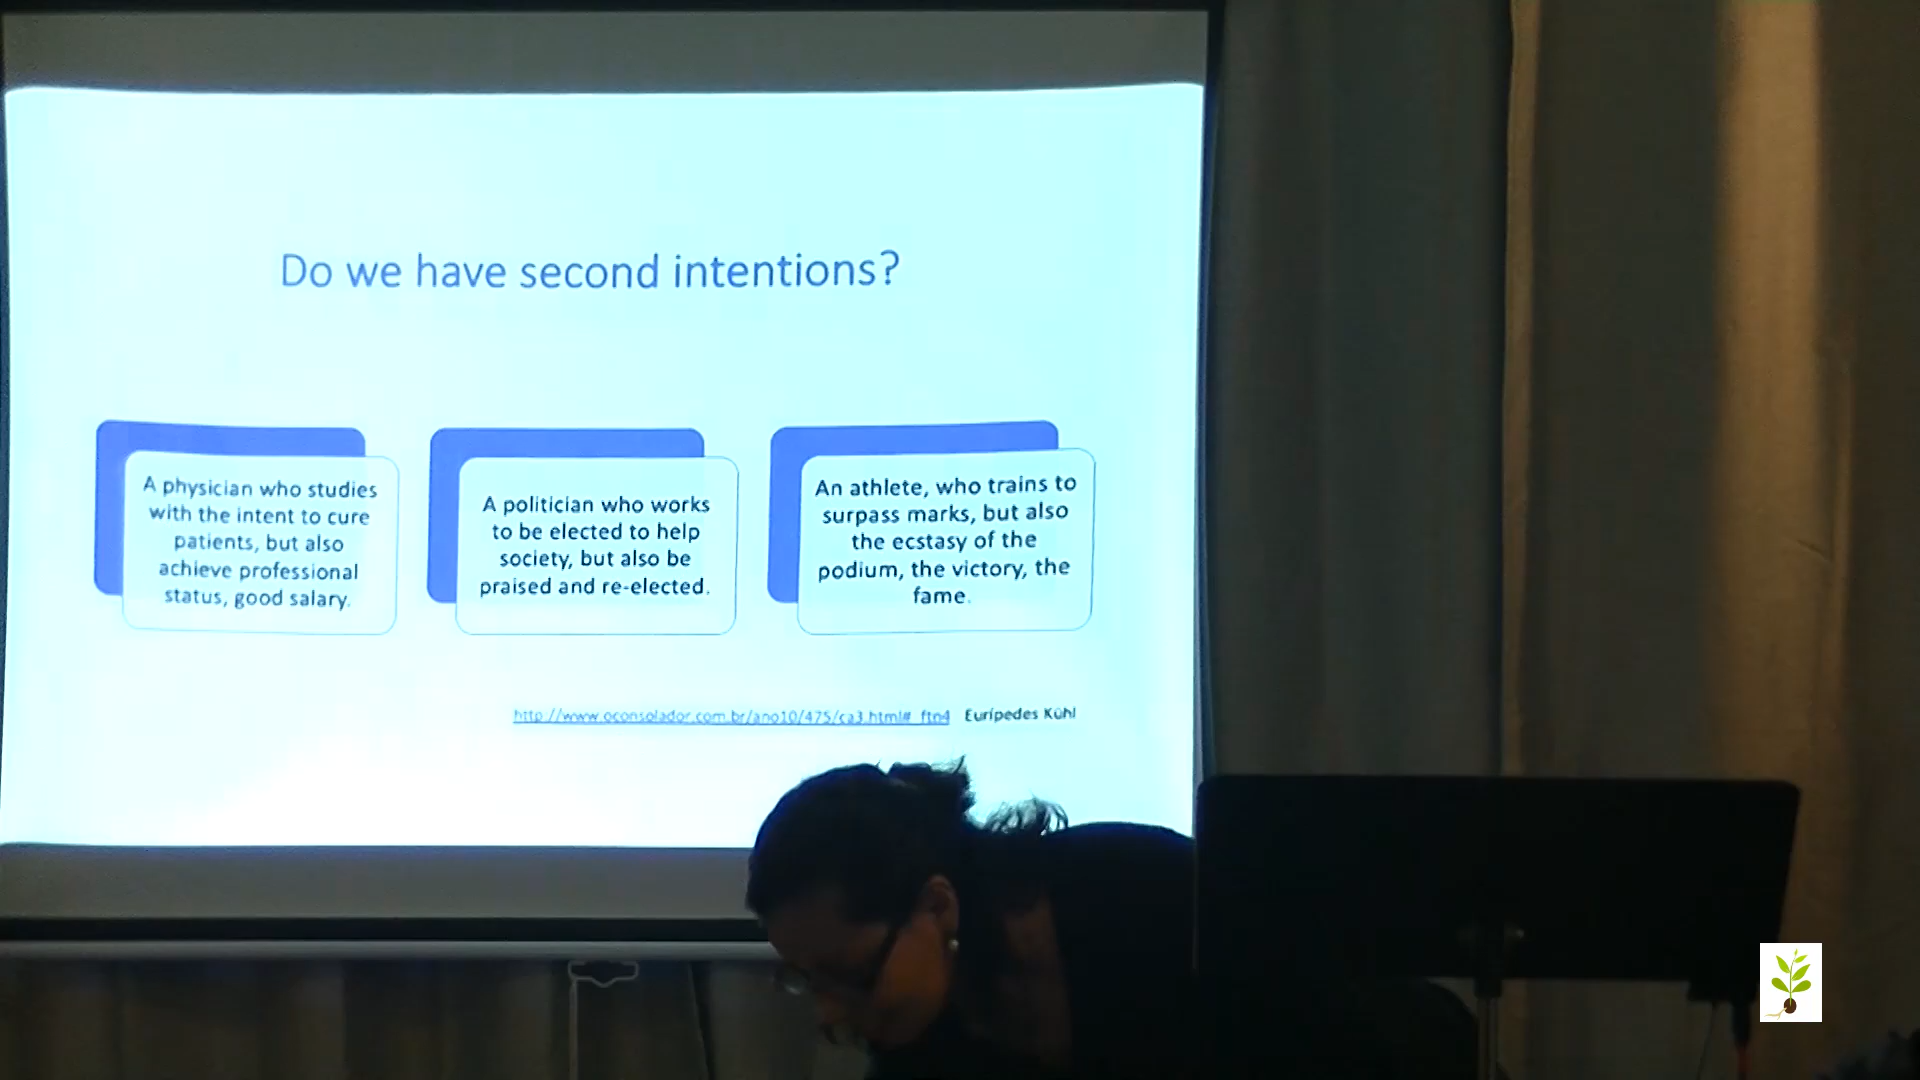 Do we have second intentions?
A physician who studies
with the intent to cure
patients, but also
achieve professional
status, good salary.
A politician who works
to be elected to help
society, but also be
praised and re-elected.
An athlete, who trains to
surpass marks, but also
the ecstasy of the
podium, the victory, the
fame.
http://www.oconsolador.com.br/ano10/475/ca3.html#_ftn4 Eurípedes Kühl